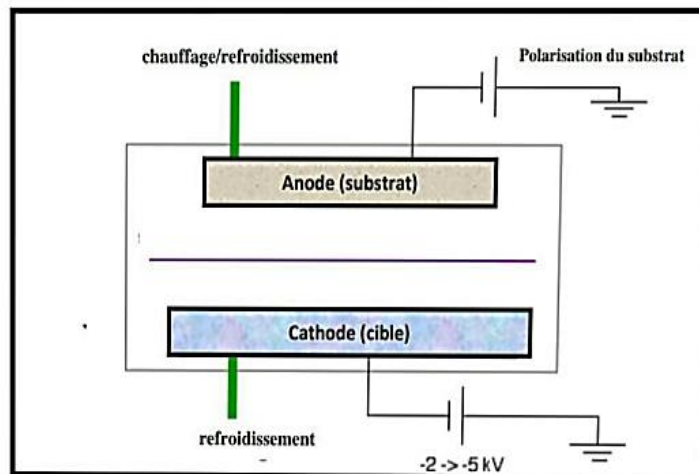 chauffage/refroidissement
Polarisation du substrat
Anode (substrat)
Cathode (cible)
refroidissement
-2 -> -5 kV